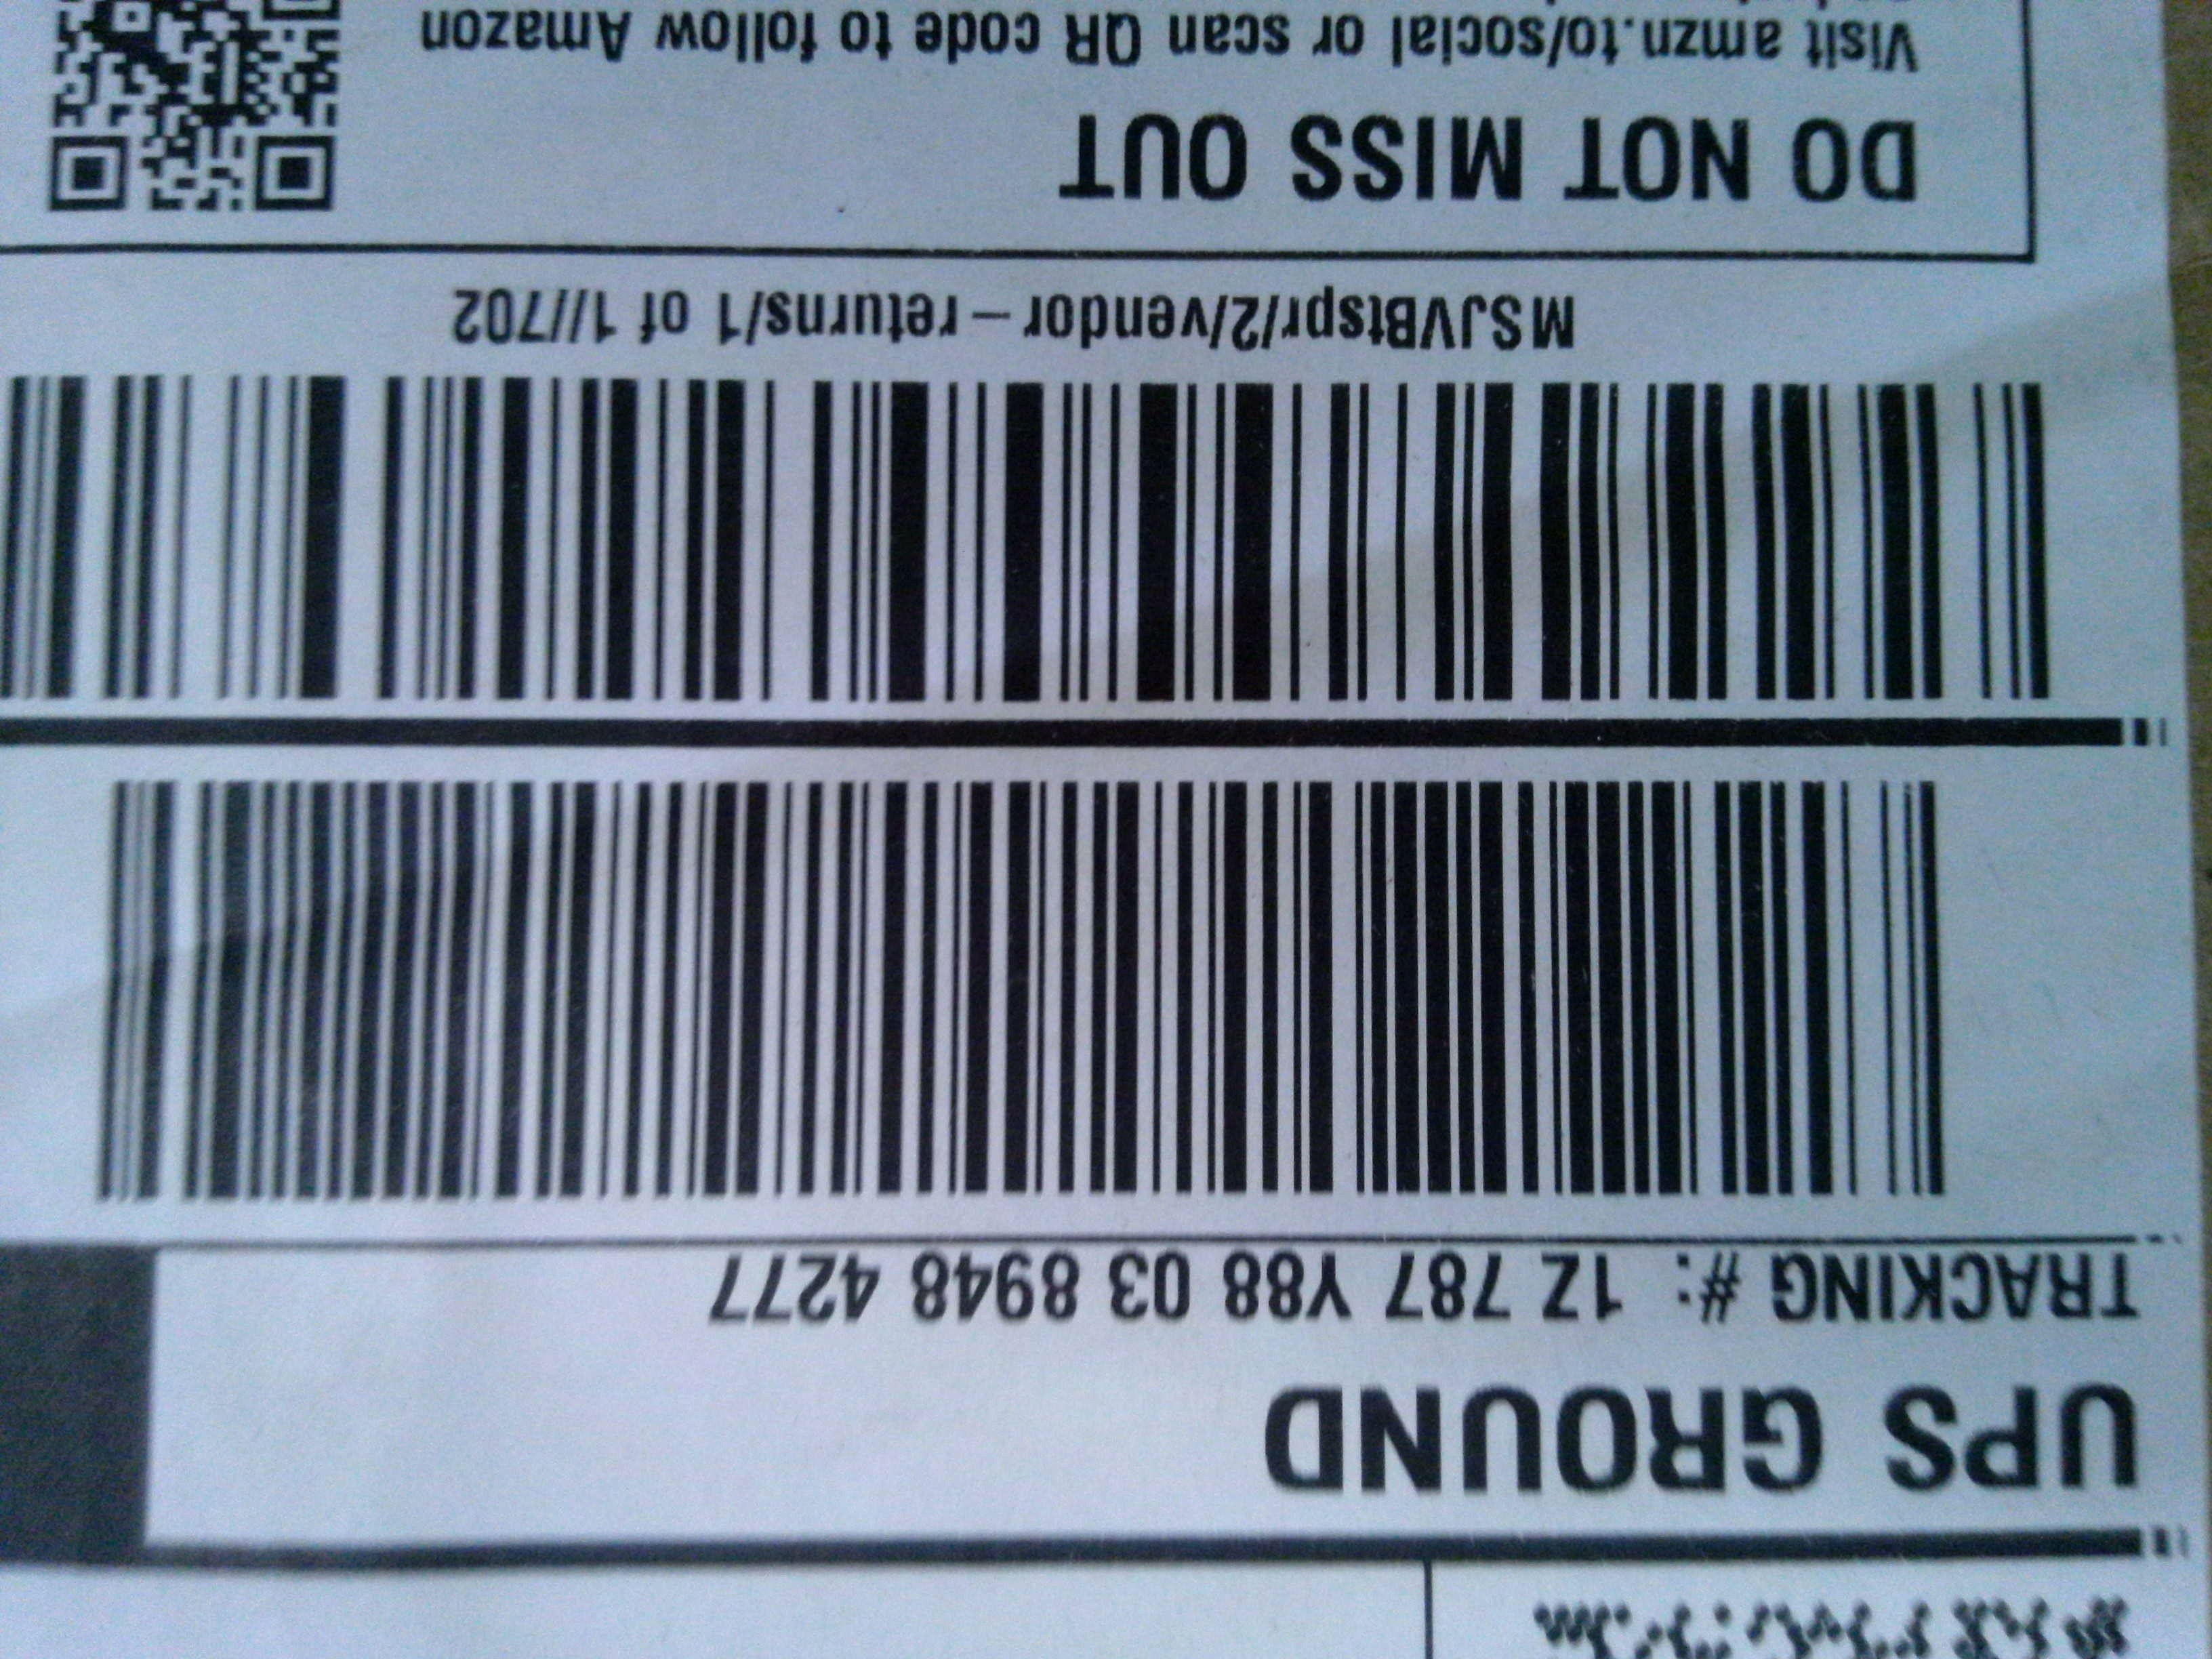 UPS GROUND
TRACKING #: 1Z 787 Y88 03 8948 4277
MSJVBtspr/2/vendor-returns/1 of 1//702
DO NOT MISS OUT
Visit amzn.to/social or scan QR code to follow Amazon